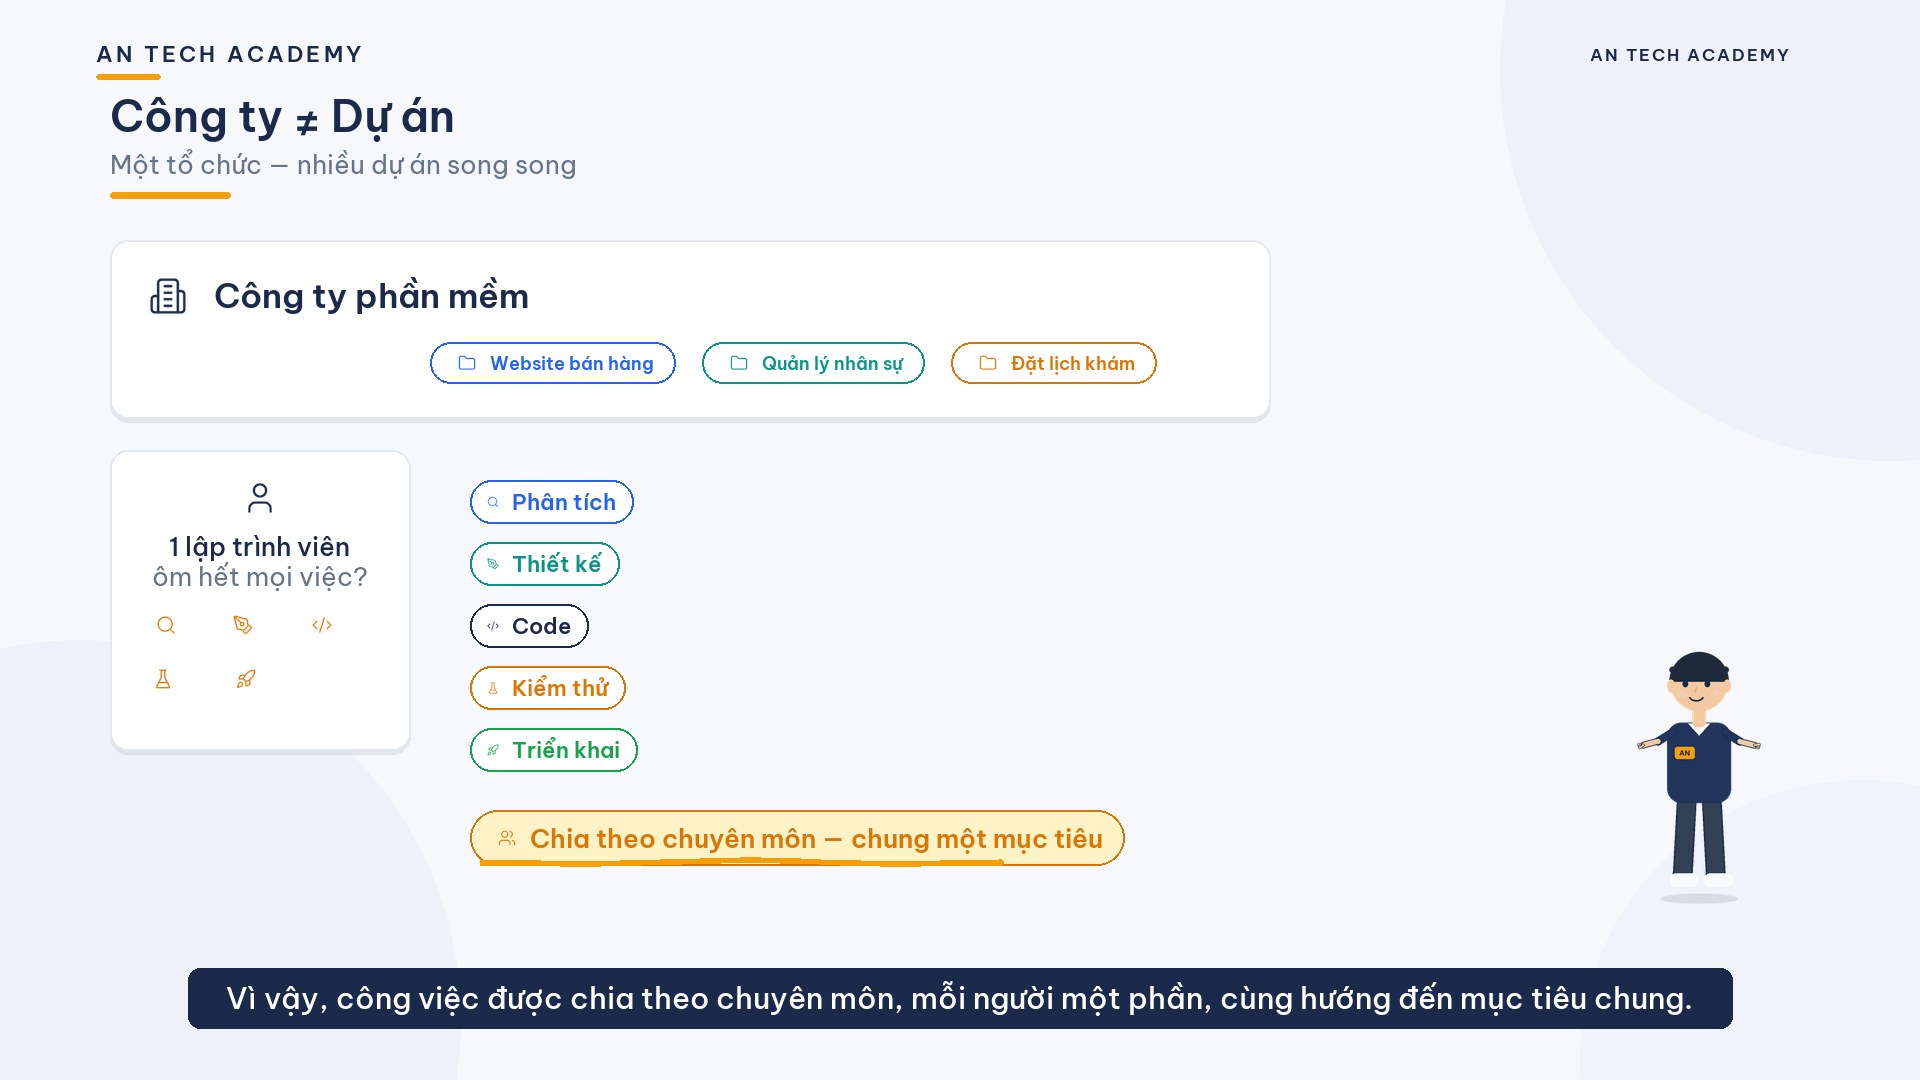 AN TECH ACADEMY
AN TECH ACADEMY
Công ty ≠ Dự án
Một tổ chức — nhiều dự án song song
Công ty phần mềm
Website bán hàng
Quản lý nhân sự
Đặt lịch khám
1 lập trình viên
ôm hết mọi việc?
Phân tích
Thiết kế
Code
Kiểm thử
Triển khai
Chia theo chuyên môn — chung một mục tiêu
AN
Vì vậy, công việc được chia theo chuyên môn, mỗi người một phần, cùng hướng đến mục tiêu chung.